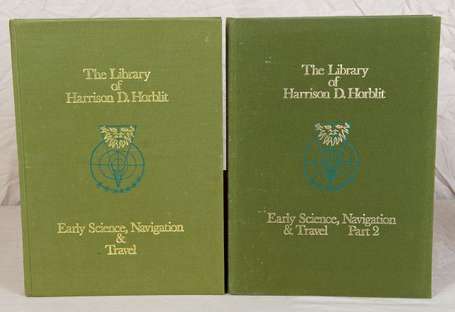 The Library
of
Harrison D. Horblit
Early Science, Navigation
&
Travel
The Library
of
Harrison D. Horblit
Early Science, Navigation
& Travel Part 2